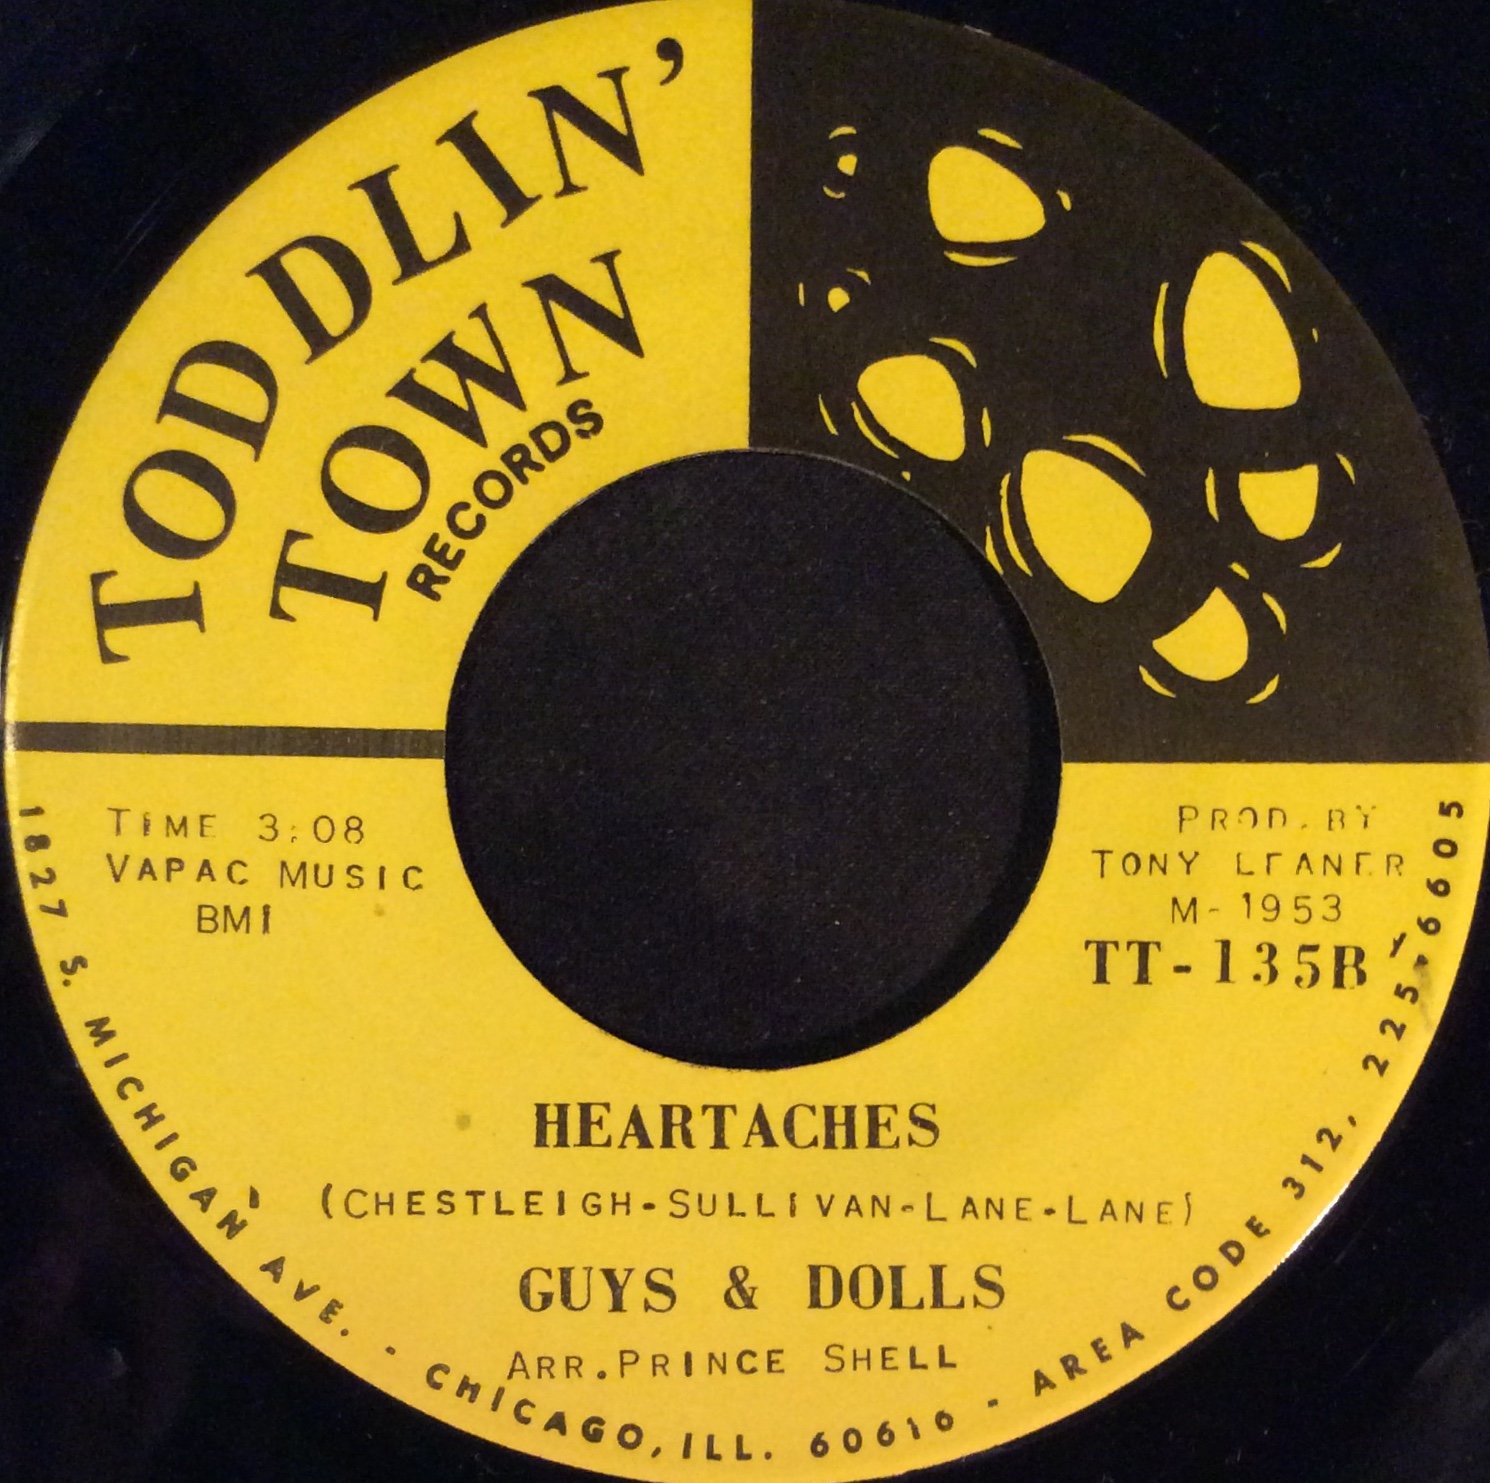 TODDLIN'
TOWN
RECORDS
TIME 3:08
VAPAC MUSIC
BMI
PROD. BY
TONY LEANER
M-1953
TT-135B
HEARTACHES
(CHESTLEIGH-SULLIVAN-LANE-LANE)
GUYS & DOLLS
ARR. PRINCE SHELL
1827 S. MICHIGAN AVE. - CHICAGO, ILL. 60616 - AREA CODE 312, 225-6605